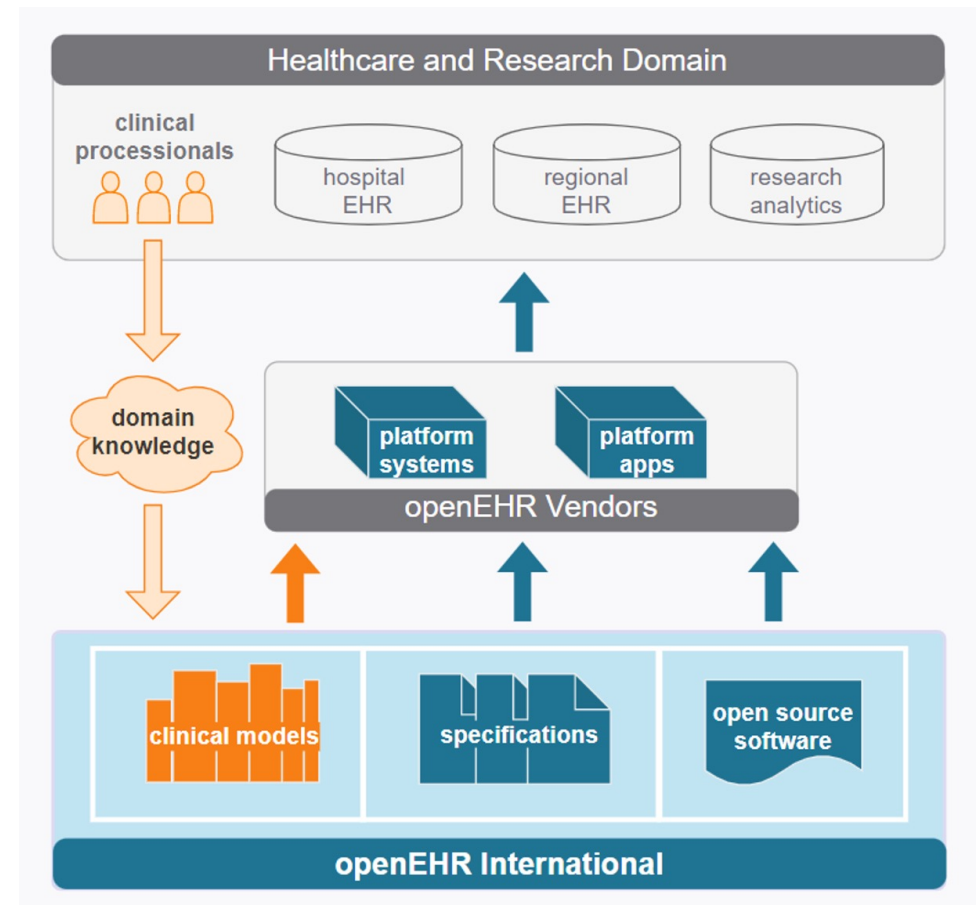 Healthcare and Research Domain
clinical
processionals
hospital
EHR
regional
EHR
research
analytics
domain
knowledge
platform
systems
platform
apps
openEHR Vendors
clinical models
specifications
open source
software
openEHR International